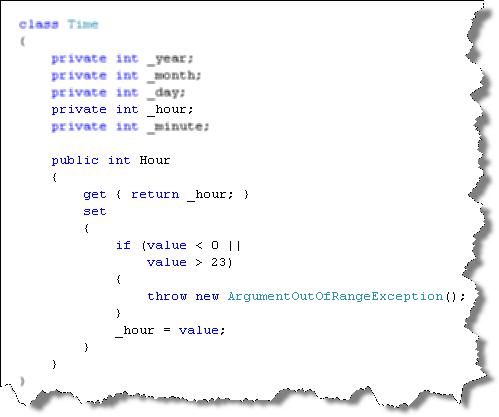 class Time
{
    private int _year;
    private int _month;
    private int _day;
    private int _hour;
    private int _minute;

    public int Hour
    {
        get { return _hour; }
        set
        {
            if (value < 0 ||
                value > 23)
            {
                throw new ArgumentOutOfRangeException();
            }
            _hour = value;
        }
    }
}